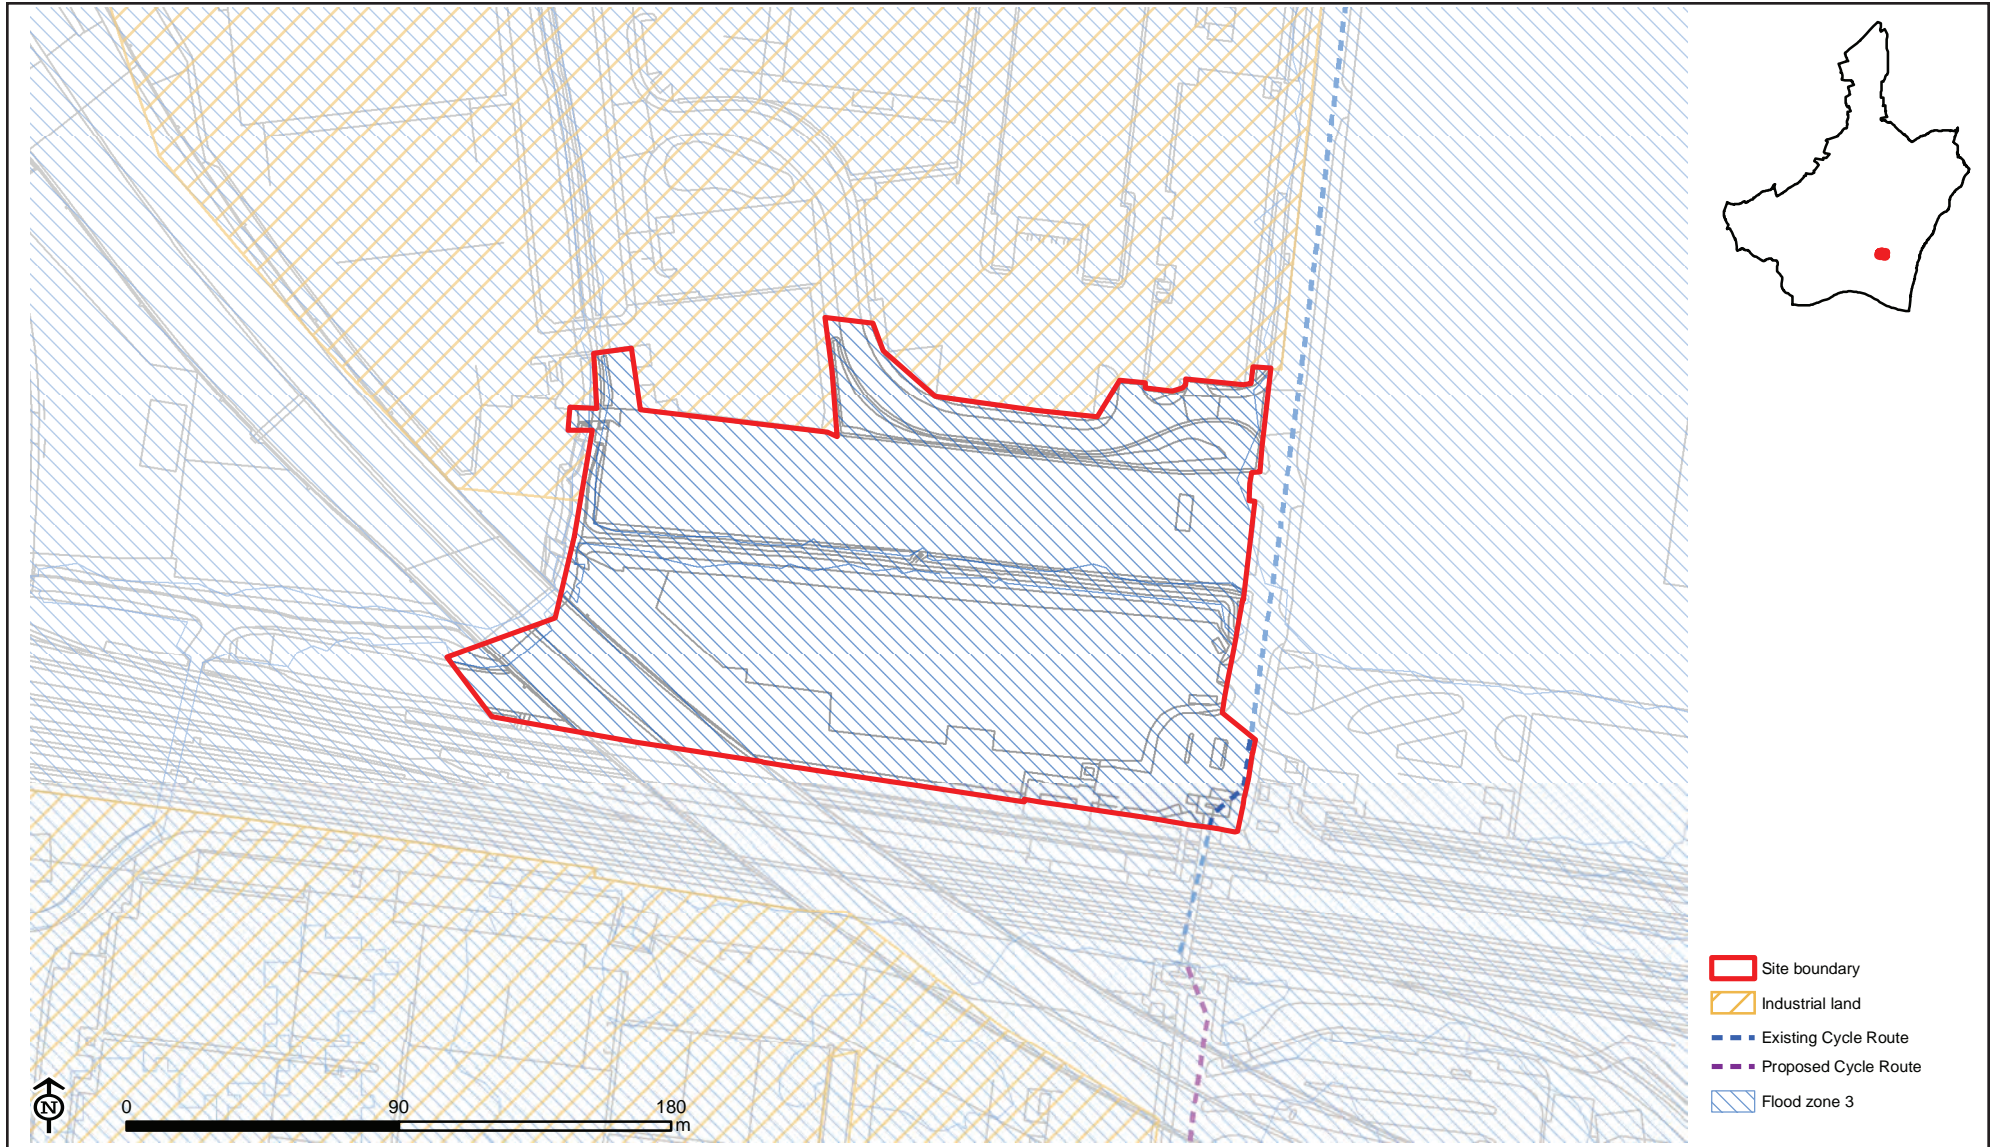 Site boundary
Industrial land
Existing Cycle Route
Proposed Cycle Route
Flood zone 3
N
0 90 180
m